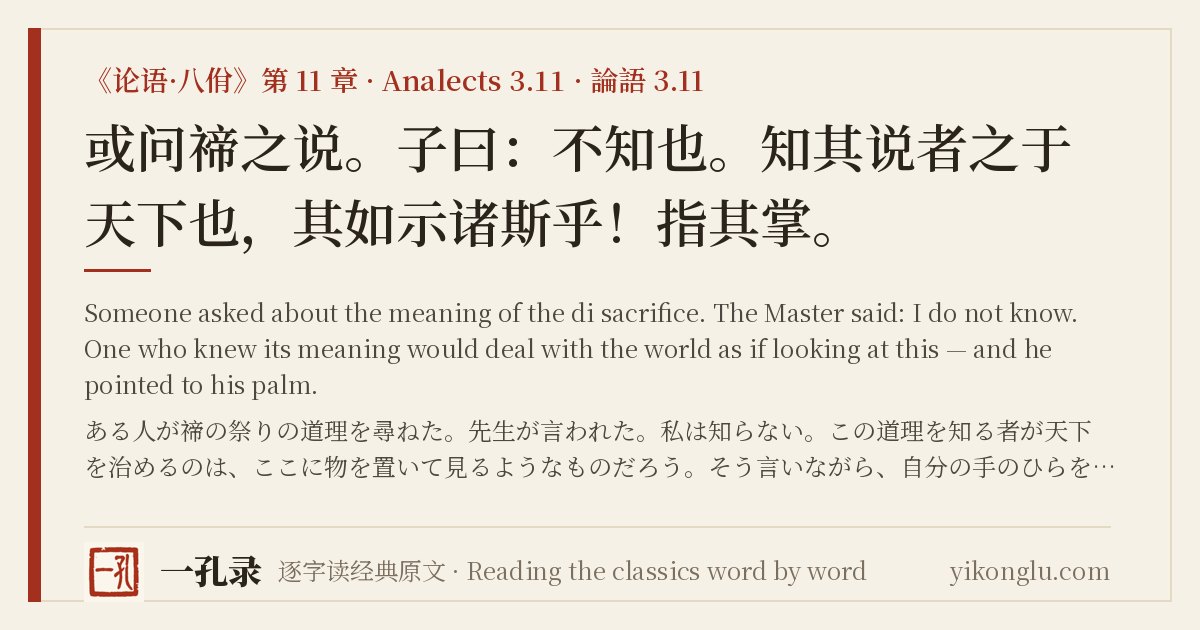 《论语·八佾》第 11 章 · Analects 3.11 · 論語 3.11
或问禘之说。子曰：不知也。知其说者之于
天下也，其如示诸斯乎！指其掌。
Someone asked about the meaning of the di sacrifice. The Master said: I do not know.
One who knew its meaning would deal with the world as if looking at this — and he
pointed to his palm.
ある人が禘の祭りの道理を尋ねた。先生が言われた。私は知らない。この道理を知る者が天下
を治めるのは、ここに物を置いて見るようなものだろう。そう言いながら、自分の手のひらを…
一孔
一孔录 逐字读经典原文 · Reading the classics word by word yikonglu.com